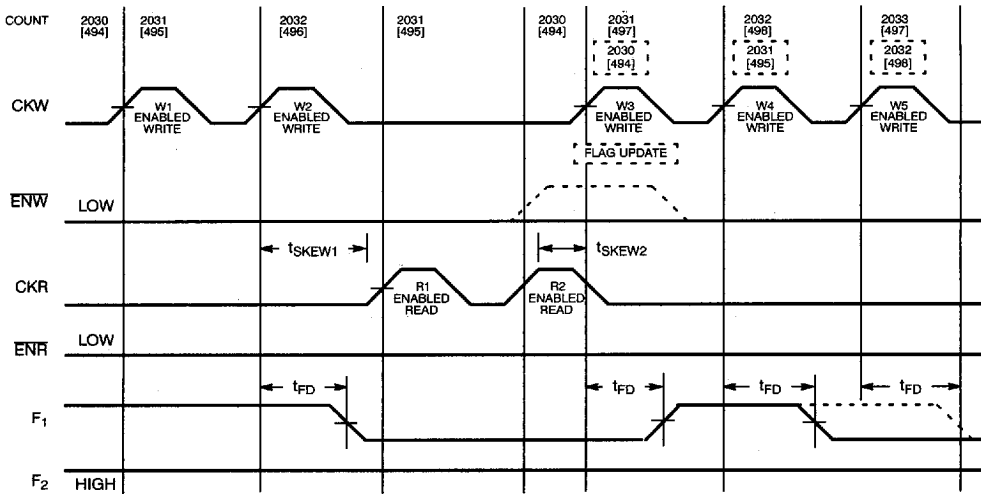 COUNT 2030 2031 2032 2031 2030 2031 2032 2033
[494] [495] [496] [495] [494] [497] [498] [497]
2030 2031 2032
[494] [495] [498]
CKW W1 W2 W3 W4 W5
ENABLED ENABLED ENABLED ENABLED ENABLED
WRITE WRITE WRITE WRITE WRITE
FLAG UPDATE
ENW LOW
tSKEW1 tSKEW2
CKR R1 R2
ENABLED ENABLED
READ READ
ENR LOW
tFD tFD tFD tFD
F1
F2 HIGH